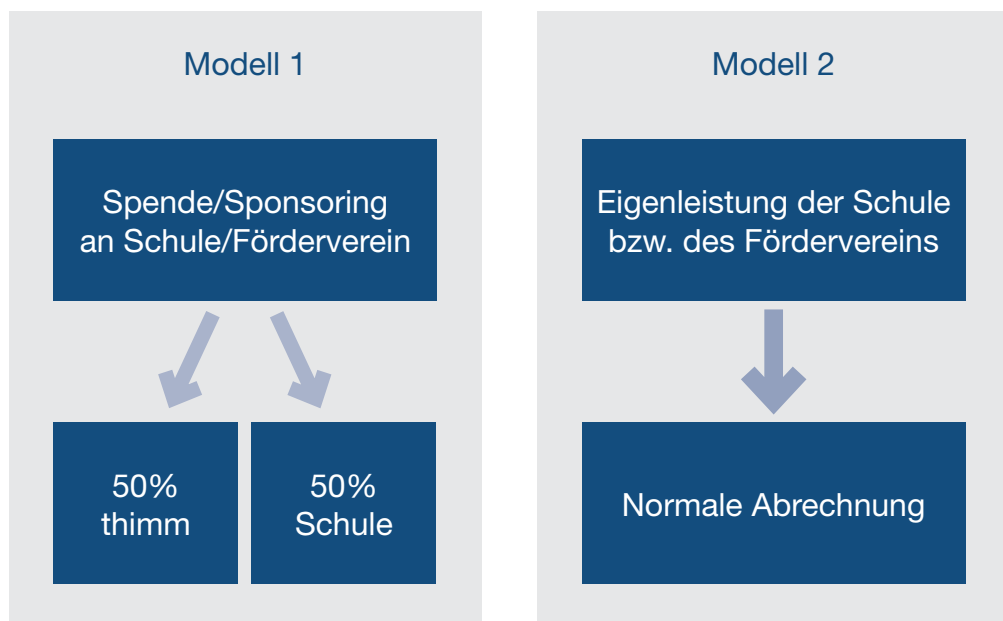 Modell 1
Spende/Sponsoring
an Schule/Förderverein
50%
thimm
50%
Schule
Modell 2
Eigenleistung der Schule
bzw. des Fördervereins
Normale Abrechnung